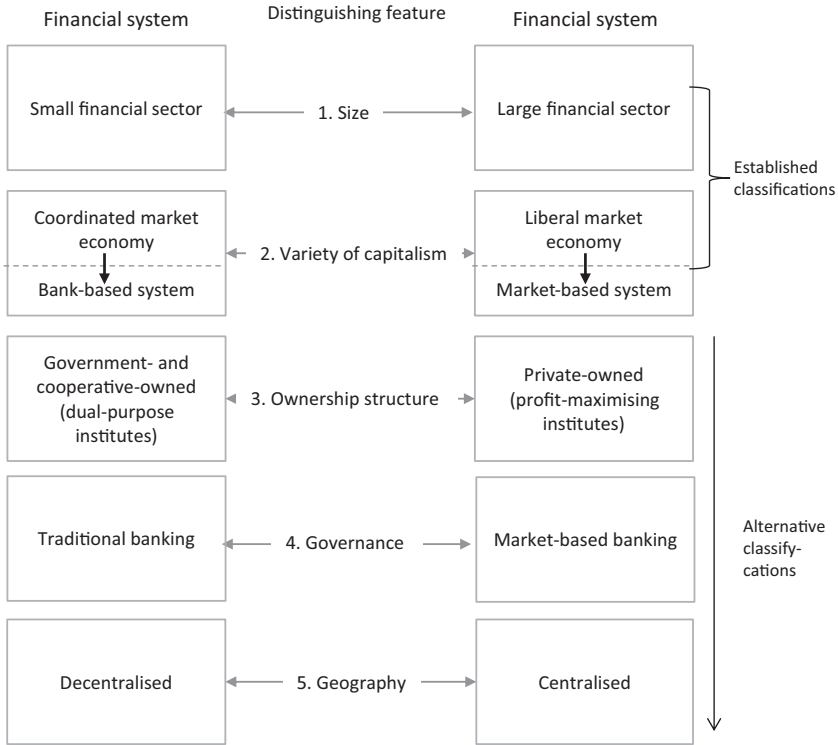 Financial system
Distinguishing feature
Financial system
Small financial sector
1. Size
Large financial sector
Established
classifications
Coordinated market
economy
Bank-based system
2. Variety of capitalism
Liberal market
economy
Market-based system
Government- and
cooperative-owned
(dual-purpose
institutes)
3. Ownership structure
Private-owned
(profit-maximising
institutes)
Traditional banking
4. Governance
Market-based banking
Alternative
classify-
cations
Decentralised
5. Geography
Centralised